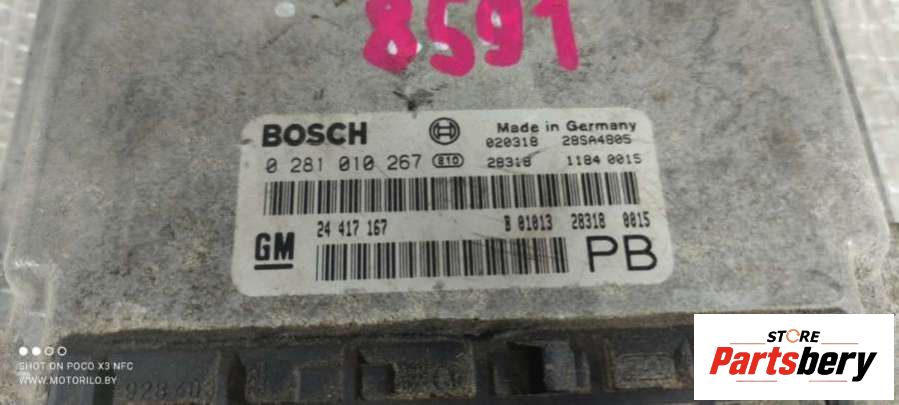 8591
BOSCH
Made in Germany
020318 28SA4805
0 281 010 267 210 28318 1184 0015
24 417 167 B 01013 28318 0015
GM
PB
SHOT ON POCO X3 NFC
WWW.MOTORILO.BY
STORE
Partsbery